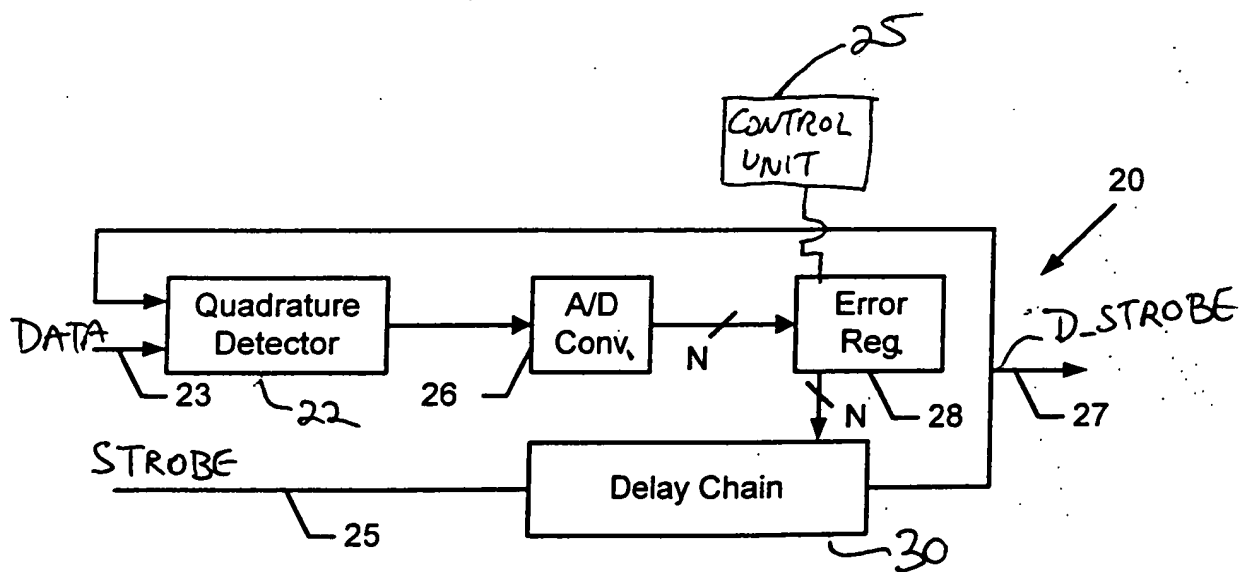 25
CONTROL
UNIT
20
Quadrature
Detector
A/D
Conv.
Error
Reg.
DATA
D_STROBE
N
23
22
26
N
28
27
STROBE
Delay Chain
25
30